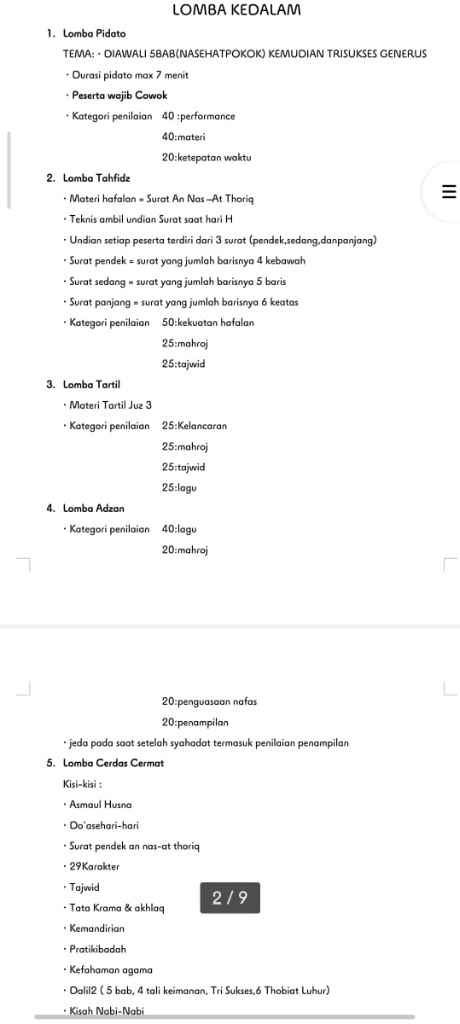 LOMBA KEDALAM
1. Lomba Pidato
TEMA: · DIAWALI 5BAB(NASEHATPOKOK) KEMUDIAN TRISUKSES GENERUS
· Durasi pidato max 7 menit
· Peserta wajib Cowok
· Kategori penilaian 40 :performance
40:materi
20:ketepatan waktu
2. Lomba Tahfidz
· Materi hafalan = Surat An Nas –At Thoriq
· Teknis ambil undian Surat saat hari H
· Undian setiap peserta terdiri dari 3 surat (pendek,sedang,danpanjang)
· Surat pendek = surat yang jumlah barisnya 4 kebawah
· Surat sedang = surat yang jumlah barisnya 5 baris
· Surat panjang = surat yang jumlah barisnya 6 keatas
· Kategori penilaian 50:kekuatan hafalan
25:mahroj
25:tajwid
3. Lomba Tartil
· Materi Tartil Juz 3
· Kategori penilaian 25:Kelancaran
25:mahroj
25:tajwid
25:lagu
4. Lomba Adzan
· Kategori penilaian 40:lagu
20:mahroj
20:penguasaan nafas
20:penampilan
· jeda pada saat setelah syahadat termasuk penilaian penampilan
5. Lomba Cerdas Cermat
Kisi-kisi :
· Asmaul Husna
· Do'asehari-hari
· Surat pendek an nas-at thoriq
· 29Karakter
· Tajwid
2 / 9
· Tata Krama & akhlaq
· Kemandirian
· Pratikibadah
· Kefahaman agama
· Dalil2 ( 5 bab, 4 tali keimanan, Tri Sukses,6 Thobiat Luhur)
· Kisah Nabi-Nabi